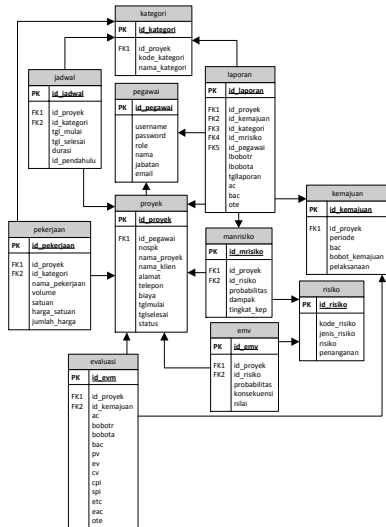 kategori
PK id_kategori
FK1 id_proyek
kode_kategori
nama_kategori
jadwal
PK id_jadwal
FK1 id_proyek
FK2 id_kategori
tgl_mulai
tgl_selesai
durasi
id_pendahulu
pegawai
PK id_pegawai
username
password
role
nama
jabatan
email
laporan
PK id_laporan
FK1 id_proyek
FK2 id_kemajuan
FK3 id_kategori
FK4 id_mrisiko
FK5 id_pegawai
lbobotr
lbobota
tgllaporan
ac
bac
ote
kemajuan
PK id_kemajuan
FK1 id_proyek
periode
bac
bobot_kemajuan
pelaksanaan
pekerjaan
PK id_pekerjaan
FK1 id_proyek
FK2 id_kategori
nama_pekerjaan
volume
satuan
harga_satuan
jumlah_harga
proyek
PK id_proyek
FK1 id_pegawai
nospk
nama_proyek
nama_klien
alamat
telepon
biaya
tglmulai
tglselesai
status
manrisiko
PK id_mrisiko
FK1 id_proyek
FK2 id_risiko
probabilitas
dampak
tingkat_kep
risiko
PK id_risiko
kode_risiko
jenis_risiko
risiko
penanganan
emv
PK id_emv
FK1 id_proyek
FK2 id_risiko
probabilitas
konsekuensi
nilai
evaluasi
PK id_evm
FK1 id_proyek
FK2 id_kemajuan
ac
bobotr
bobota
bac
pv
ev
cv
cpi
spi
etc
eac
ote